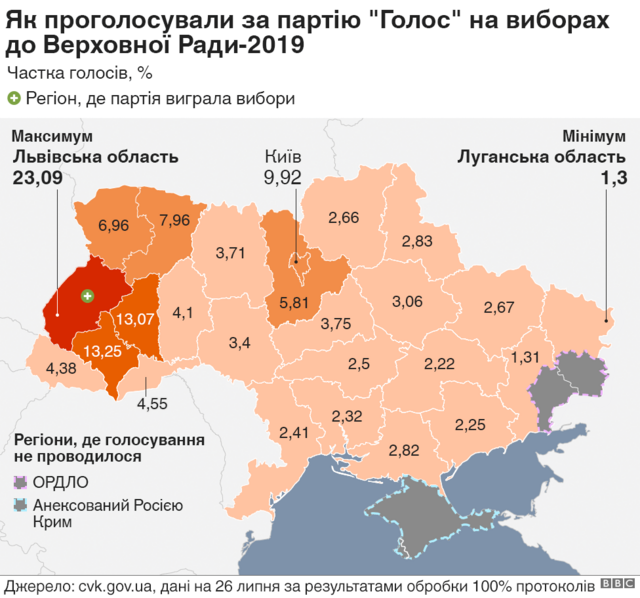 Як проголосували за партію "Голос" на виборах
до Верховної Ради-2019
Частка голосів, %
Регіон, де партія виграла вибори
Максимум
Львівська область
23,09
Київ
9,92
Мінімум
Луганська область
1,3
6,96
7,96
3,71
2,66
2,83
5,81
13,07
4,1
3,06
2,67
3,75
13,25
3,4
4,38
2,5
2,22
1,31
4,55
2,41
2,32
2,25
2,82
Регіони, де голосування
не проводилося
ОРДЛО
Анексований Росією
Крим
Джерело: cvk.gov.ua, дані на 26 липня за результатами обробки 100% протоколів
BBC